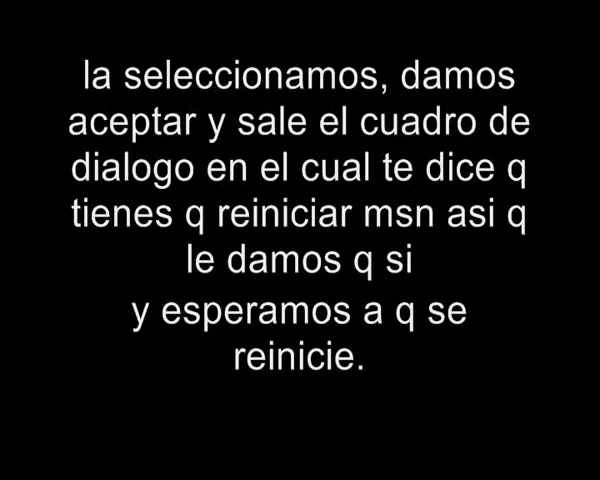 la seleccionamos, damos
aceptar y sale el cuadro de
dialogo en el cual te dice q
tienes q reiniciar msn asi q
le damos q si
y esperamos a q se
reinicie.